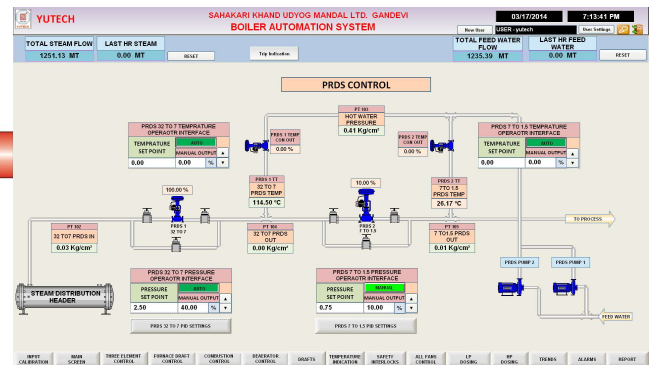 YUTECH
SAHAKARI KHAND UDYOG MANDAL LTD. GANDEVI
BOILER AUTOMATION SYSTEM
03/17/2014
7:13:41 PM
New User
USER - yutech
User Settings
TOTAL STEAM FLOW
1251.13 MT
LAST HR STEAM
0.00 MT
RESET
Trip Indication
TOTAL FEED WATER FLOW
1235.39 MT
LAST HR FEED WATER
0.00 MT
RESET
PRDS CONTROL
PRDS 32 TO 7 TEMPRATURE
OPERAOTR INTERFACE
TEMPRATURE
SET POINT
AUTO
MANUAL OUTPUT
0.00
0.00
%
PRDS 1 TEMP
CON OUT
0.00 %
PT 103
HOT WATER
PRESSURE
0.41 Kg/cm²
PRDS 2 TEMP
CON OUT
0.00 %
PRDS 7 TO 1.5 TEMPRATURE
OPERAOTR INTERFACE
TEMPRATURE
SET POINT
AUTO
MANUAL OUTPUT
0.00
0.00
%
100.00 %
PRDS 1
32 TO 7
PRDS 1 TT
32 TO 7
PRDS TEMP
114.50 °C
10.00 %
PRDS 2
7 TO 1.5
PRDS 2 TT
7TO 1.5
PRDS TEMP
26.17 °C
TO PROCESS
PT 102
32 TO7 PRDS IN
0.03 Kg/cm²
PT 104
32 TO7 PRDS
OUT
0.00 Kg/cm²
PT 105
7 TO1.5 PRDS
OUT
0.01 Kg/cm²
PRDS PUMP 2
PRDS PUMP 1
STEAM DISTRIBUTION
HEADER
PRDS 32 TO 7 PRESSURE
OPERAOTR INTERFACE
PRESSURE
SET POINT
AUTO
MANUAL OUTPUT
2.50
40.00
%
PRDS 32 TO 7 PID SETTINGS
PRDS 7 TO 1.5 PRESSURE
OPERAOTR INTERFACE
PRESSURE
SET POINT
MANUAL
MANUAL OUTPUT
0.75
10.00
%
PRDS 7 TO 1.5 PID SETTINGS
FEED WATER
INPUT CALIBRATION
MAIN SCREEN
THREE ELEMENT CONTROL
FORNACE DRAFT CONTROL
COMBUSTION CONTROL
DEAERATOR CONTROL
DRAFTS
TEMPERATURE INDICATION
SAFETY INTERLOCKS
ALL FANS CONTROL
LP DOSING
HP DOSING
TRENDS
ALARMS
REPORT